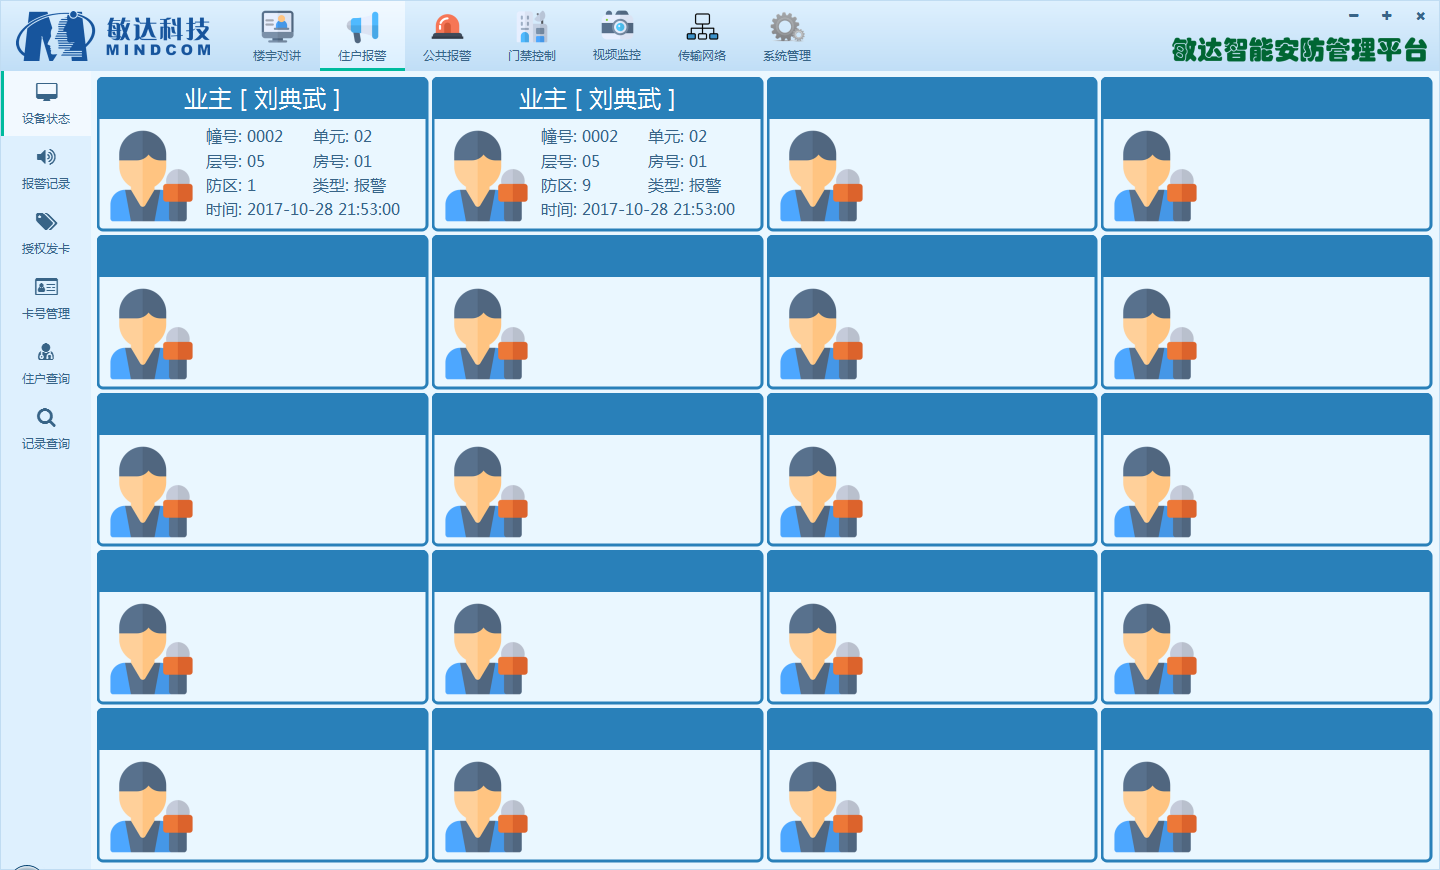 敏达科技
MINDCOM
楼宇对讲
住户报警
公共报警
门禁控制
视频监控
传输网络
系统管理
敏达智能安防管理平台
设备状态
报警记录
授权发卡
卡号管理
住户查询
记录查询
业主 [ 刘典武 ]
幢号: 0002 单元: 02
层号: 05 房号: 01
防区: 1 类型: 报警
时间: 2017-10-28 21:53:00
业主 [ 刘典武 ]
幢号: 0002 单元: 02
层号: 05 房号: 01
防区: 9 类型: 报警
时间: 2017-10-28 21:53:00